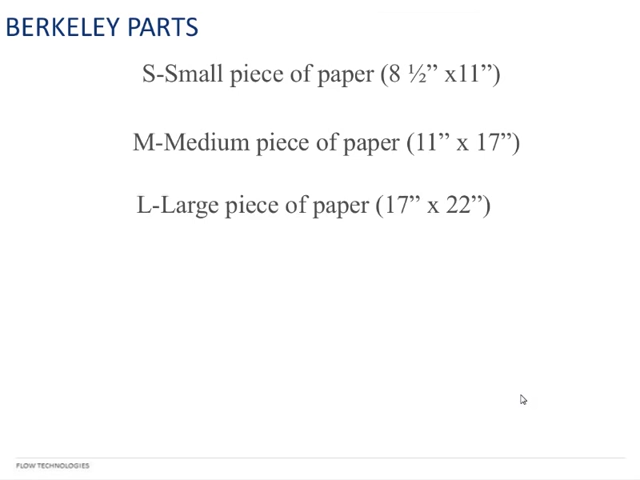 BERKELEY PARTS
S-Small piece of paper (8 ½” x11”)
M-Medium piece of paper (11” x 17”)
L-Large piece of paper (17” x 22”)
FLOW TECHNOLOGIES